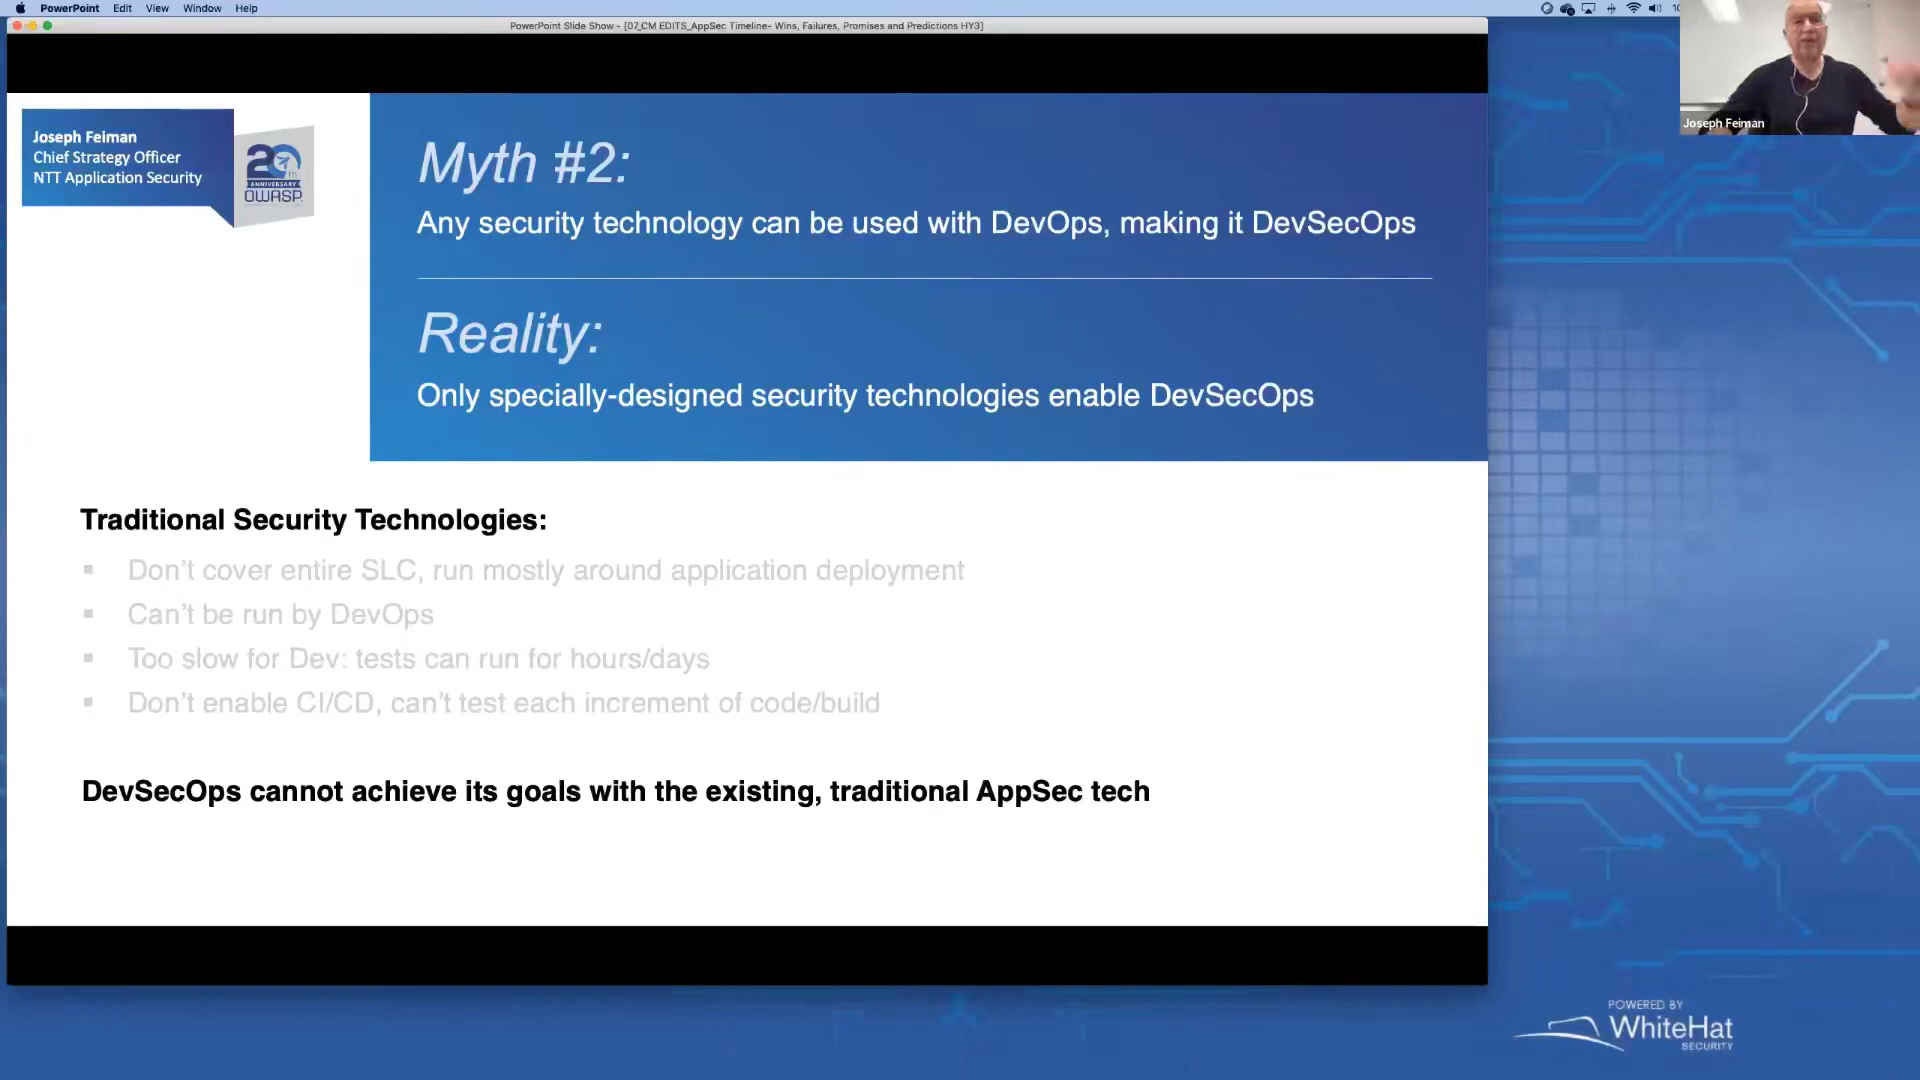 PowerPoint Edit View Window Help
PowerPoint Slide Show - [07_CM EDITS_AppSec Timeline- Wins, Failures, Promises and Predictions HY3]
Joseph Feiman
Chief Strategy Officer
NTT Application Security
20th
ANNIVERSARY
OWASP
Myth #2:
Any security technology can be used with DevOps, making it DevSecOps
Reality:
Only specially-designed security technologies enable DevSecOps
Joseph Feiman
Traditional Security Technologies:
▪ Don’t cover entire SLC, run mostly around application deployment
▪ Can’t be run by DevOps
▪ Too slow for Dev: tests can run for hours/days
▪ Don’t enable CI/CD, can’t test each increment of code/build
DevSecOps cannot achieve its goals with the existing, traditional AppSec tech
POWERED BY
WhiteHat
SECURITY